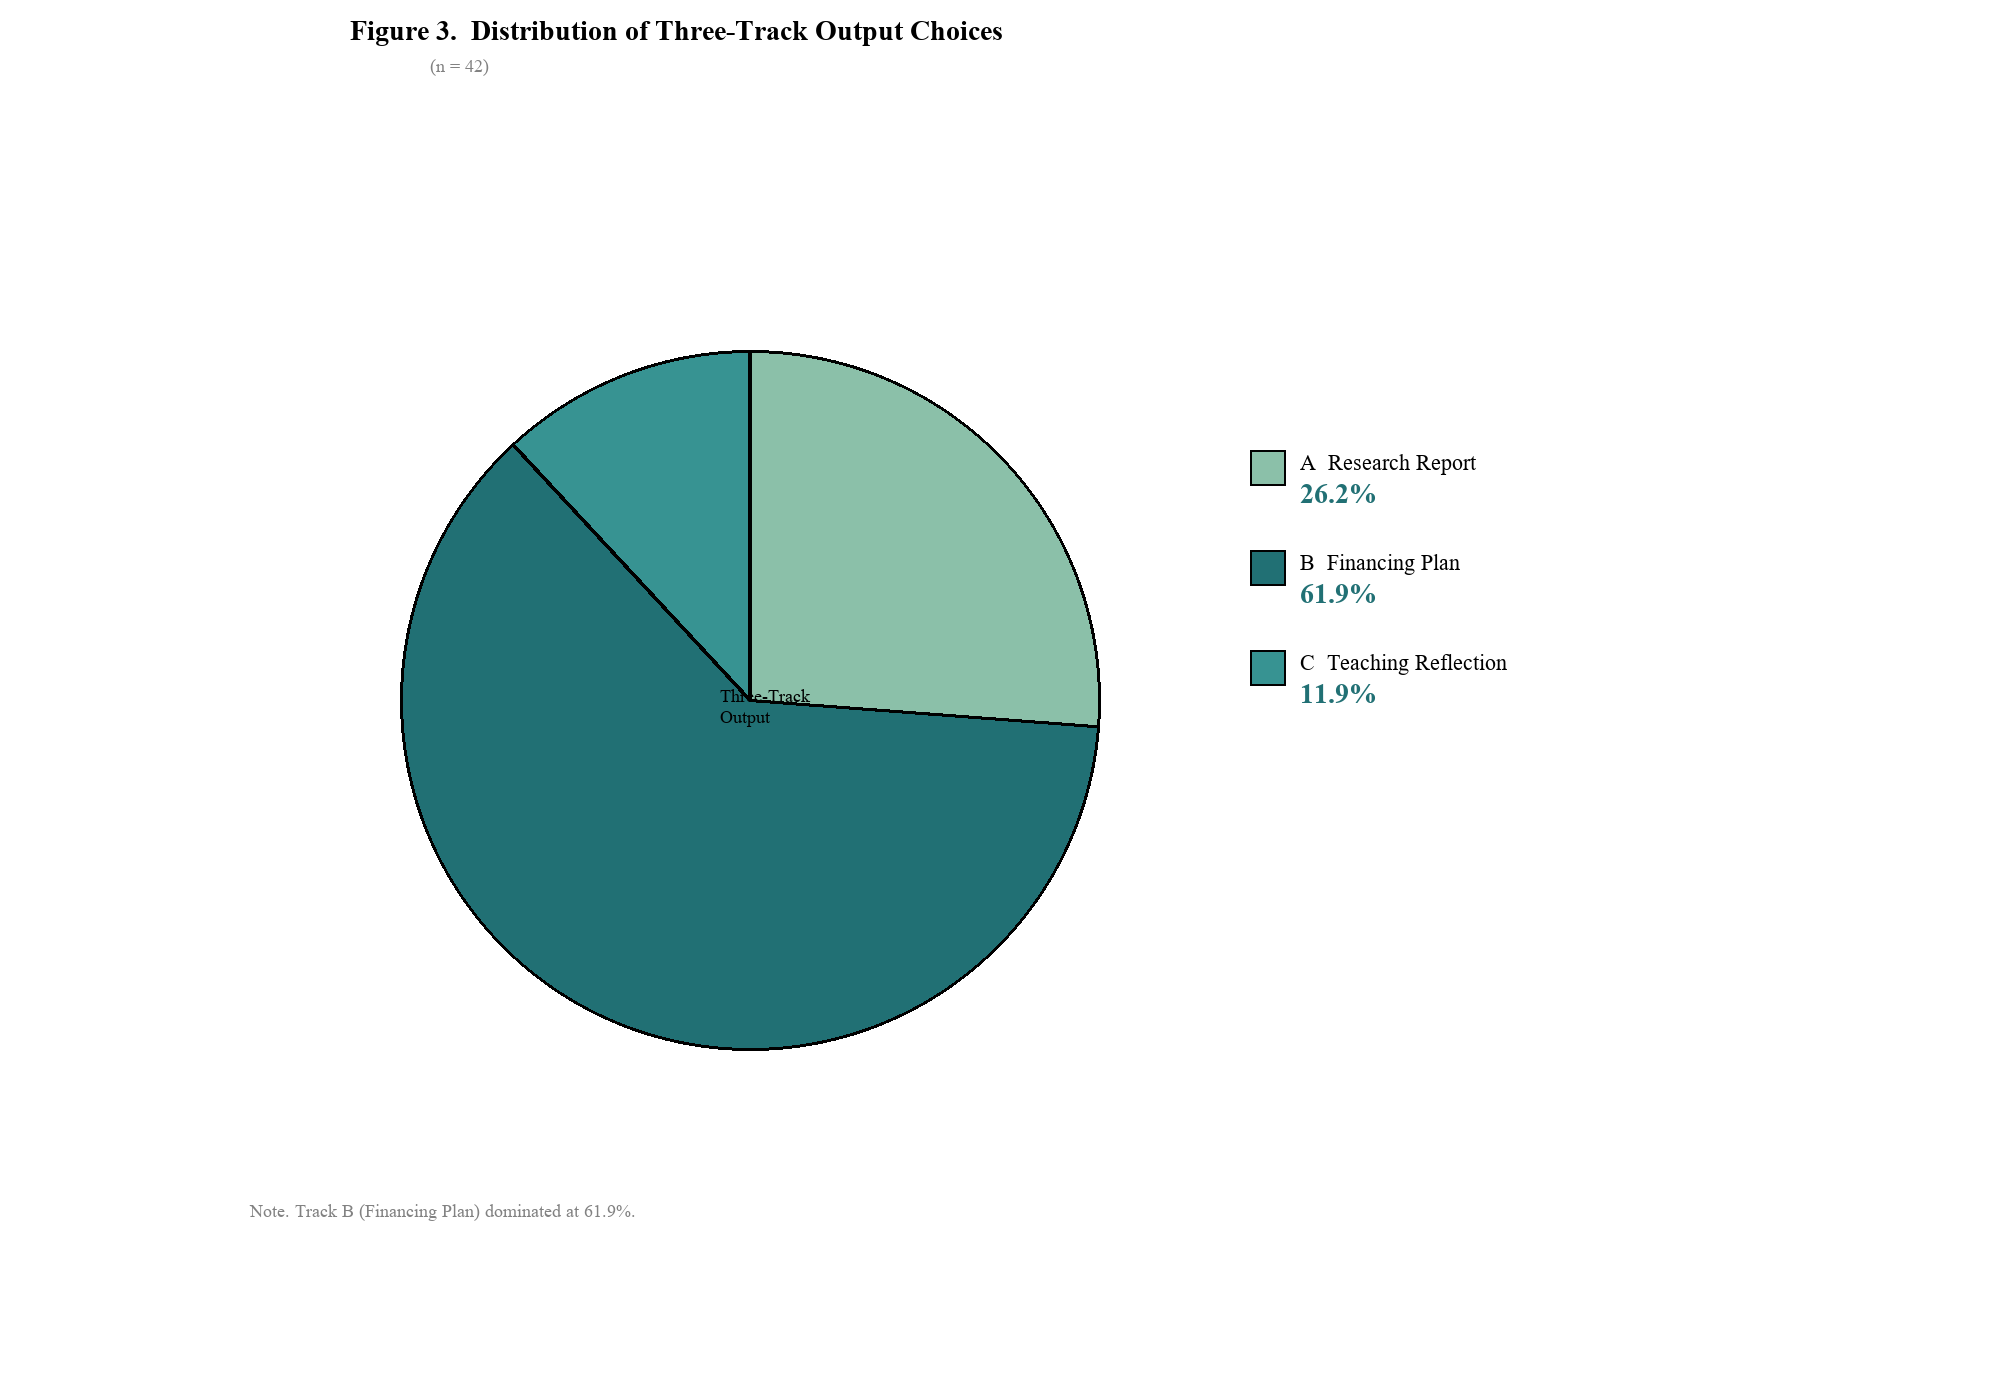 Figure 3.  Distribution of Three-Track Output Choices
(n = 42)
A  Research Report
26.2%
B  Financing Plan
61.9%
C  Teaching Reflection
11.9%
Three-Track
Output
Note. Track B (Financing Plan) dominated at 61.9%.